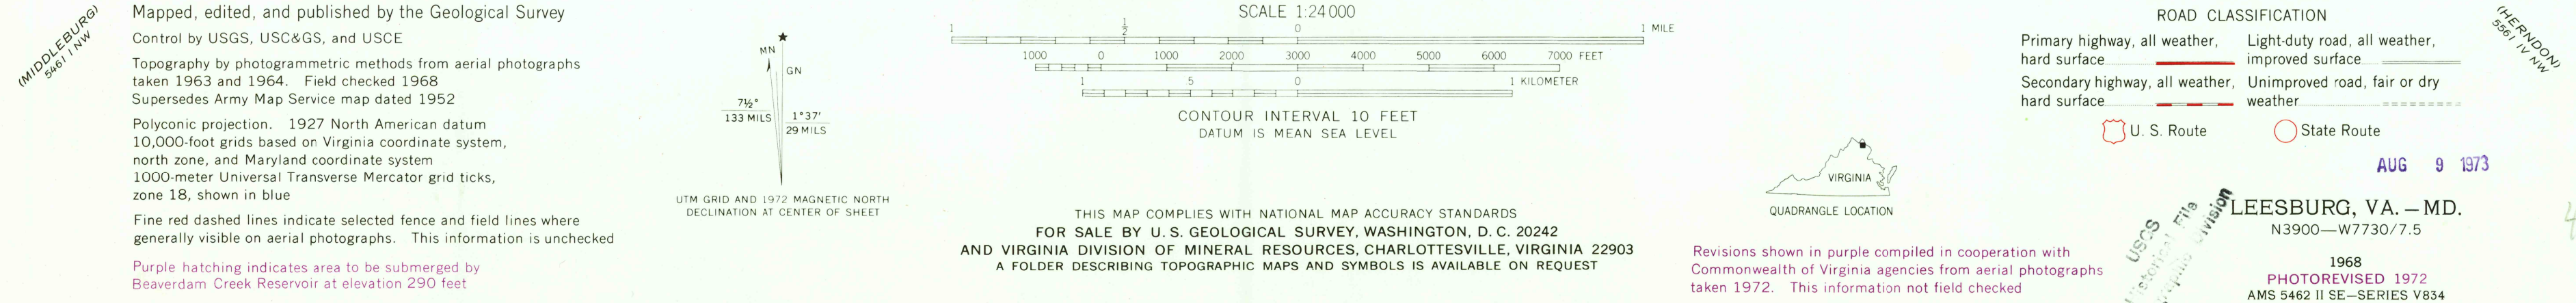 (MIDDLEBURG)
5461 I NW
Mapped, edited, and published by the Geological Survey
Control by USGS, USC&GS, and USCE
Topography by photogrammetric methods from aerial photographs
taken 1963 and 1964. Field checked 1968
Supersedes Army Map Service map dated 1952
Polyconic projection. 1927 North American datum
10,000-foot grids based on Virginia coordinate system,
north zone, and Maryland coordinate system
1000-meter Universal Transverse Mercator grid ticks,
zone 18, shown in blue
Fine red dashed lines indicate selected fence and field lines where
generally visible on aerial photographs. This information is unchecked
Purple hatching indicates area to be submerged by
Beaverdam Creek Reservoir at elevation 290 feet
MN
GN
7½°
133 MILS
1°37'
29 MILS
UTM GRID AND 1972 MAGNETIC NORTH
DECLINATION AT CENTER OF SHEET
SCALE 1:24 000
1 ½ 0 1 MILE
1000 0 1000 2000 3000 4000 5000 6000 7000 FEET
1 5 0 1 KILOMETER
CONTOUR INTERVAL 10 FEET
DATUM IS MEAN SEA LEVEL
THIS MAP COMPLIES WITH NATIONAL MAP ACCURACY STANDARDS
FOR SALE BY U. S. GEOLOGICAL SURVEY, WASHINGTON, D. C. 20242
AND VIRGINIA DIVISION OF MINERAL RESOURCES, CHARLOTTESVILLE, VIRGINIA 22903
A FOLDER DESCRIBING TOPOGRAPHIC MAPS AND SYMBOLS IS AVAILABLE ON REQUEST
VIRGINIA
QUADRANGLE LOCATION
Revisions shown in purple compiled in cooperation with
Commonwealth of Virginia agencies from aerial photographs
taken 1972. This information not field checked
ROAD CLASSIFICATION
Primary highway, all weather,
hard surface
Light-duty road, all weather,
improved surface
Secondary highway, all weather,
hard surface
Unimproved road, fair or dry
weather
U. S. Route
State Route
(HERNDON)
5561 IV NW
AUG 9 1973
USGS
File
Division
LEESBURG, VA. – MD.
N3900—W7730/7.5
1968
PHOTOREVISED 1972
AMS 5462 II SE—SERIES V834